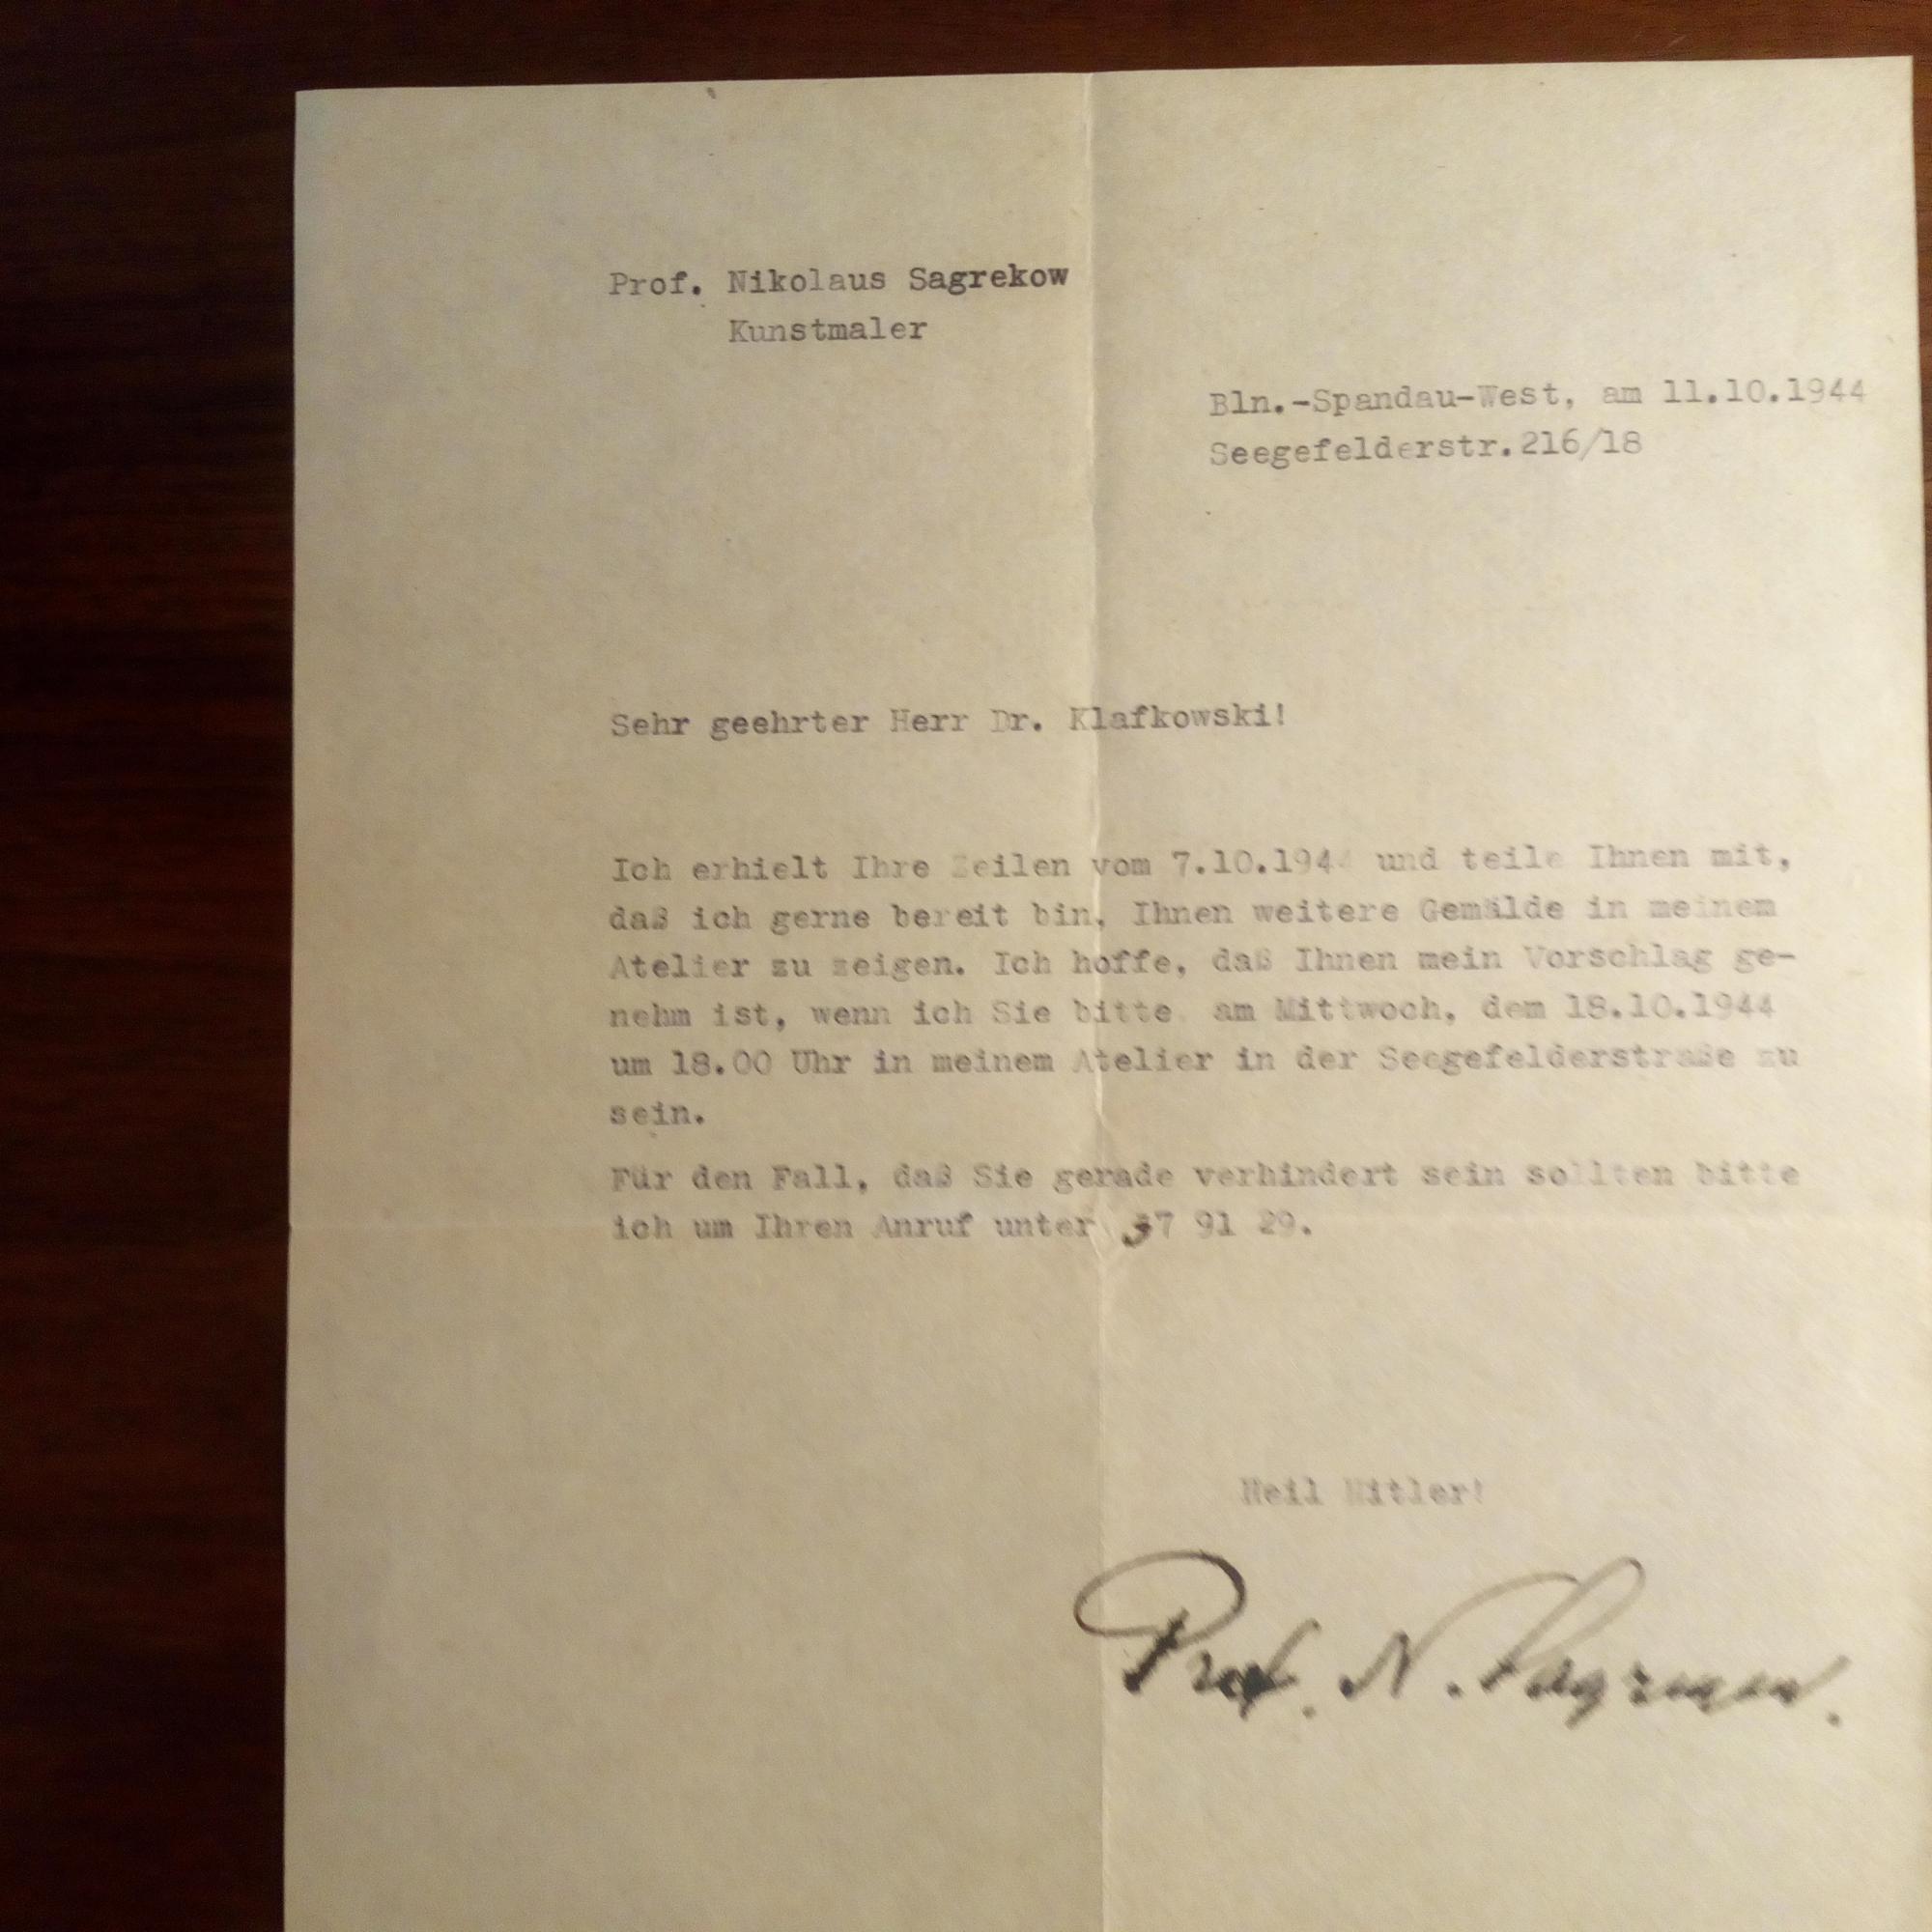 Prof. Nikolaus Sagrekow
Kunstmaler
Bln.-Spandau-West, am 11.10.1944
Seegefelderstr.216/18
Sehr geehrter Herr Dr. Klafkowski!
Ich erhielt Ihre Zeilen vom 7.10.1944 und teile Ihnen mit,
daß ich gerne bereit bin, Ihnen weitere Gemälde in meinem
Atelier zu zeigen. Ich hoffe, daß Ihnen mein Vorschlag ge-
nehm ist, wenn ich Sie bitte am Mittwoch, dem 18.10.1944
um 18.00 Uhr in meinem Atelier in der Seegefelderstraße zu
sein.
Für den Fall, daß Sie gerade verhindert sein sollten bitte
ich um Ihren Anruf unter 37 91 29.
Heil Hitler!
Prof. N. Sagrekow.